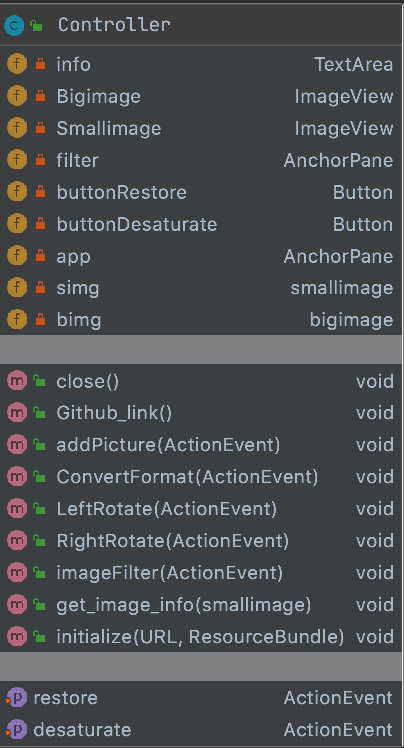 C Controller
f info TextArea
f Bigimage ImageView
f Smallimage ImageView
f filter AnchorPane
f buttonRestore Button
f buttonDesaturate Button
f app AnchorPane
f simg smallimage
f bimg bigimage
m close() void
m Github_link() void
m addPicture(ActionEvent) void
m ConvertFormat(ActionEvent) void
m LeftRotate(ActionEvent) void
m RightRotate(ActionEvent) void
m imageFilter(ActionEvent) void
m get_image_info(smallimage) void
m initialize(URL, ResourceBundle) void
p restore ActionEvent
p desaturate ActionEvent